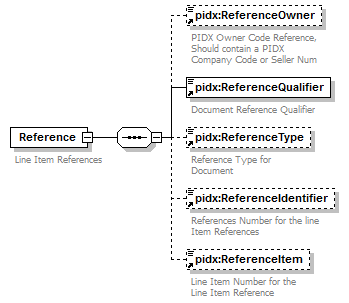 pidx:ReferenceOwner
PIDX Owner Code Reference,
Should contain a PIDX
Company Code or Seller Num
pidx:ReferenceQualifier
Document Reference Qualifier
Reference
Line Item References
pidx:ReferenceType
Reference Type for
Document
pidx:ReferenceIdentifier
References Number for the line
Item References
pidx:ReferenceItem
Line Item Number for the
Line Item Reference